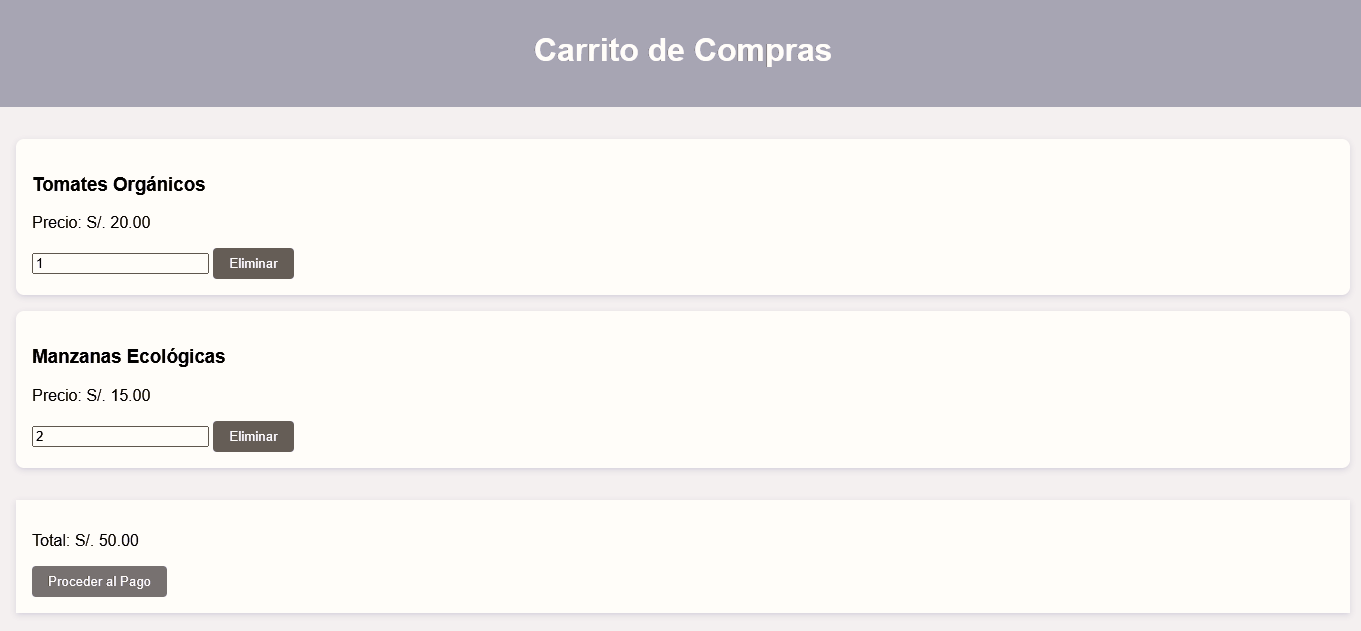 Carrito de Compras
Tomates Orgánicos
Precio: S/. 20.00
1 Eliminar
Manzanas Ecológicas
Precio: S/. 15.00
2 Eliminar
Total: S/. 50.00
Proceder al Pago